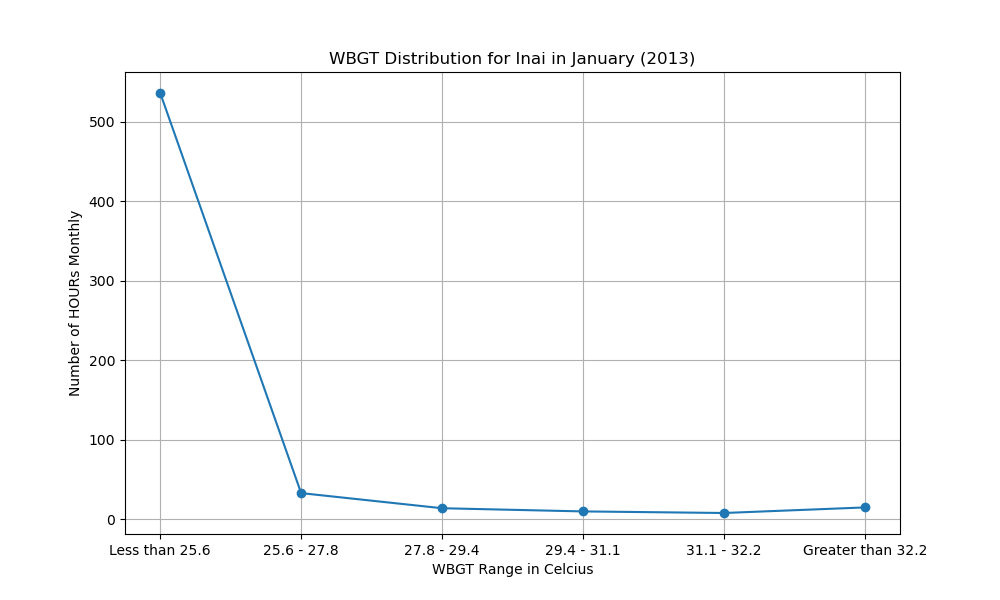 WBGT Distribution for Inai in January (2013)
Number of HOURs Monthly
500
400
300
200
100
0
Less than 25.6
25.6 - 27.8
27.8 - 29.4
29.4 - 31.1
31.1 - 32.2
Greater than 32.2
WBGT Range in Celcius